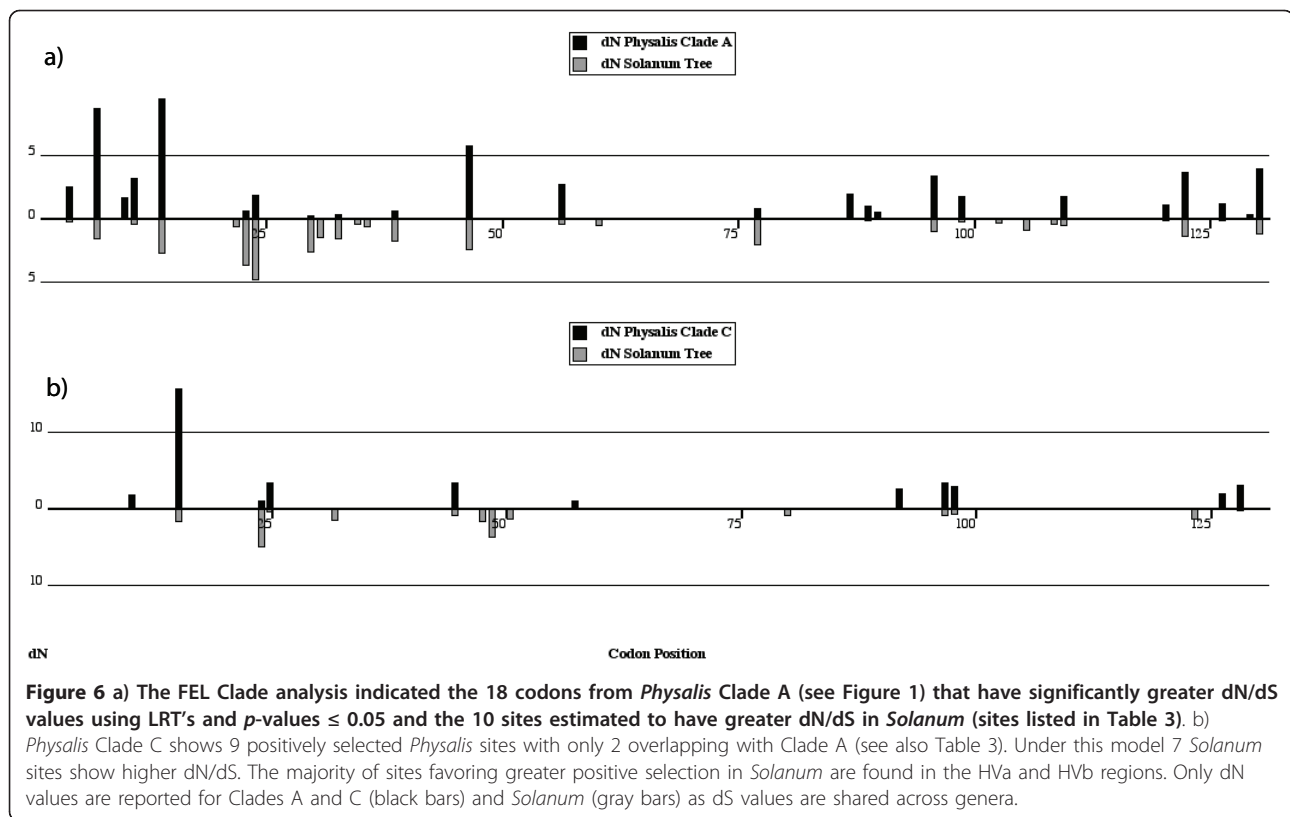 a)
dN Physalis Clade A
dN Solanum Tree
5
0
25
50
75
100
125
5
dN Physalis Clade C
dN Solanum Tree
b)
10
0
25
50
75
100
125
10
dN
Codon Position
Figure 6 a) The FEL Clade analysis indicated the 18 codons from Physalis Clade A (see Figure 1) that have significantly greater dN/dS
values using LRT's and p-values ≤ 0.05 and the 10 sites estimated to have greater dN/dS in Solanum (sites listed in Table 3). b)
Physalis Clade C shows 9 positively selected Physalis sites with only 2 overlapping with Clade A (see also Table 3). Under this model 7 Solanum
sites show higher dN/dS. The majority of sites favoring greater positive selection in Solanum are found in the HVa and HVb regions. Only dN
values are reported for Clades A and C (black bars) and Solanum (gray bars) as dS values are shared across genera.